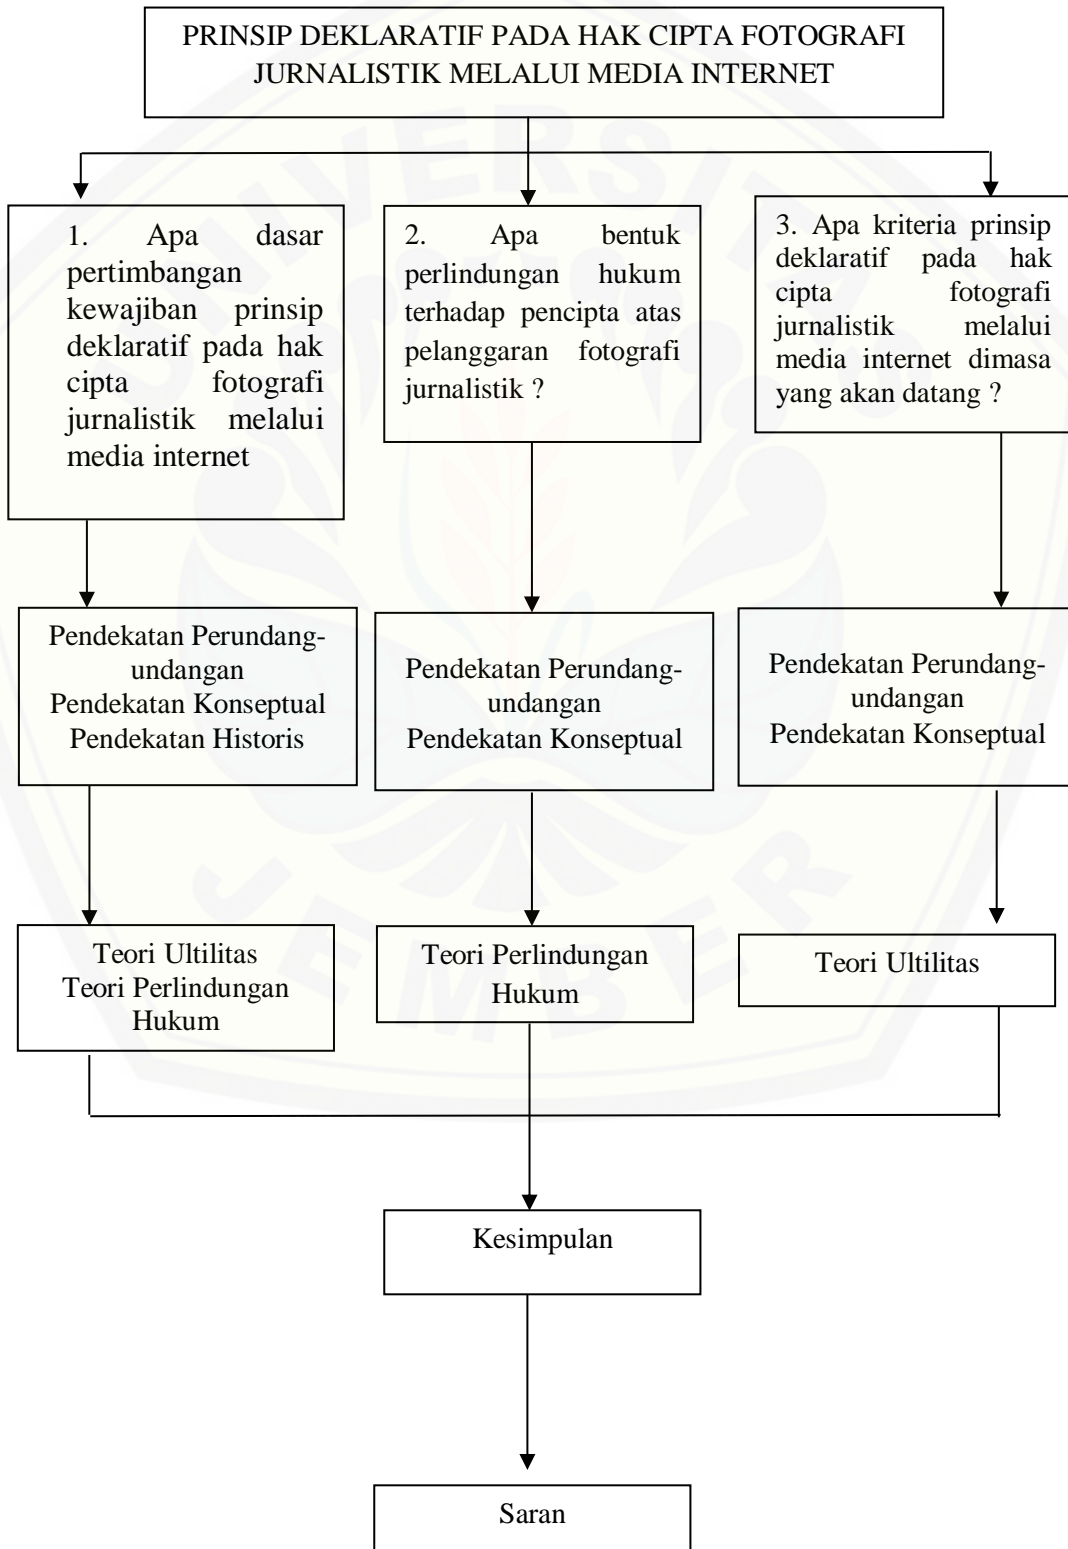 PRINSIP DEKLARATIF PADA HAK CIPTA FOTOGRAFI
JURNALISTIK MELALUI MEDIA INTERNET
1. Apa dasar
pertimbangan
kewajiban prinsip
deklaratif pada hak
cipta fotografi
jurnalistik melalui
media internet
2. Apa bentuk
perlindungan hukum
terhadap pencipta atas
pelanggaran fotografi
jurnalistik ?
3. Apa kriteria prinsip
deklaratif pada hak
cipta fotografi
jurnalistik melalui
media internet dimasa
yang akan datang ?
Pendekatan Perundang-
undangan
Pendekatan Konseptual
Pendekatan Historis
Pendekatan Perundang-
undangan
Pendekatan Konseptual
Pendekatan Perundang-
undangan
Pendekatan Konseptual
Teori Ultilitas
Teori Perlindungan
Hukum
Teori Perlindungan
Hukum
Teori Ultilitas
Kesimpulan
Saran
UNIVERSITAS
JEMBER